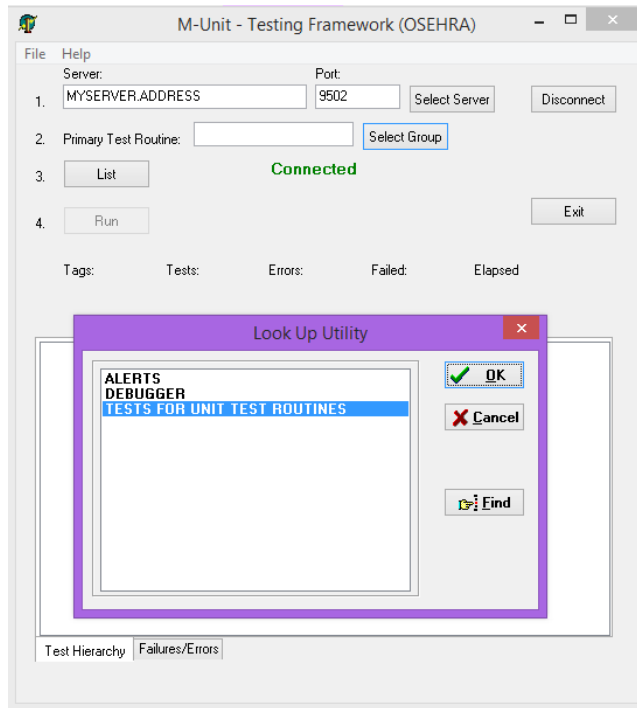 M-Unit - Testing Framework (OSEHRA)
File Help
Server: Port:
1. MYSERVER.ADDRESS 9502 Select Server Disconnect
2. Primary Test Routine: Select Group
3. List Connected
Exit
4. Run
Tags: Tests: Errors: Failed: Elapsed
Look Up Utility
ALERTS
DEBUGGER
TESTS FOR UNIT TEST ROUTINES
OK
Cancel
Find
Test Hierarchy Failures/Errors